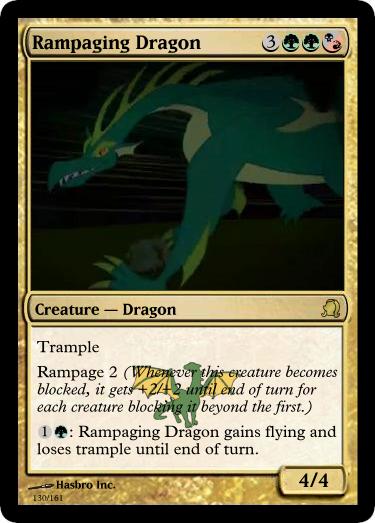 Rampaging Dragon 3
Creature — Dragon
Trample
Rampage 2 (Whenever this creature becomes
blocked, it gets +2/+2 until end of turn for
each creature blocking it beyond the first.)
1 : Rampaging Dragon gains flying and
loses trample until end of turn.
4/4
Hasbro Inc.
130/161